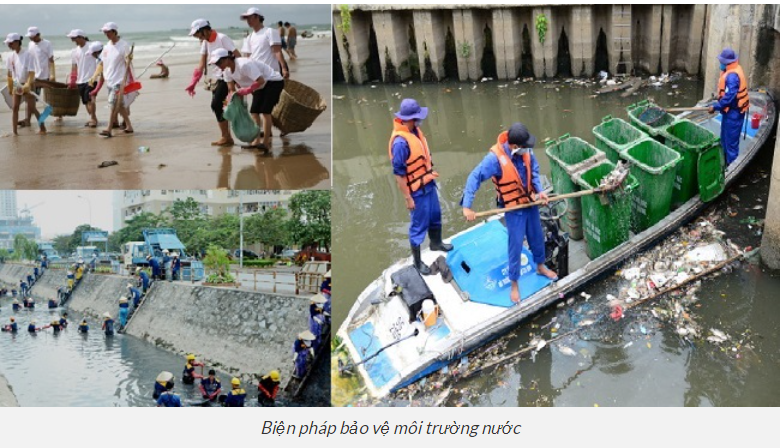 Biện pháp bảo vệ môi trường nước